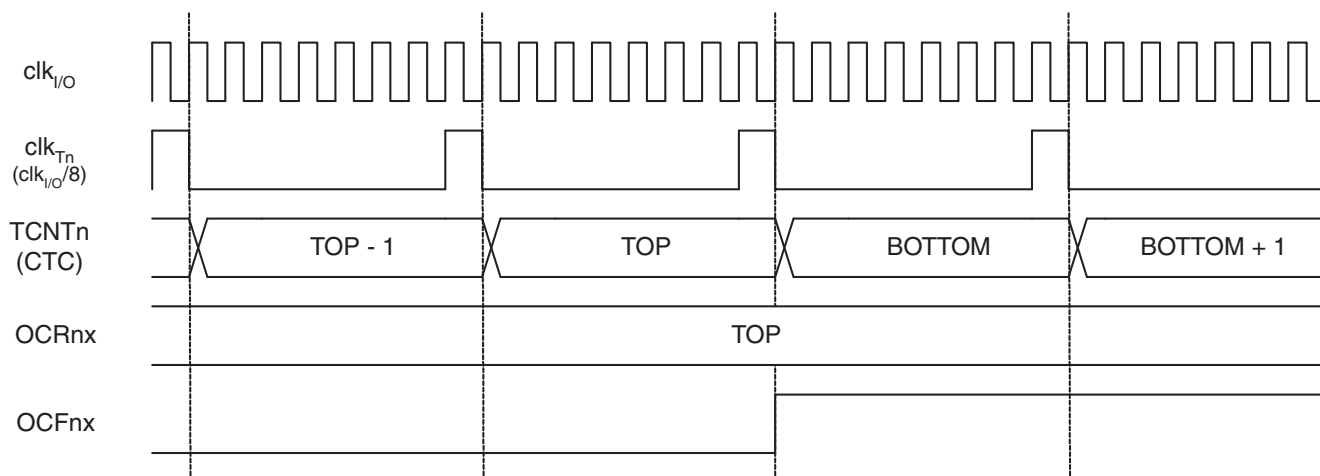 clkI/O
clkTn
(clkI/O/8)
TCNTn
(CTC)
TOP - 1
TOP
BOTTOM
BOTTOM + 1
OCRnx
TOP
OCFnx